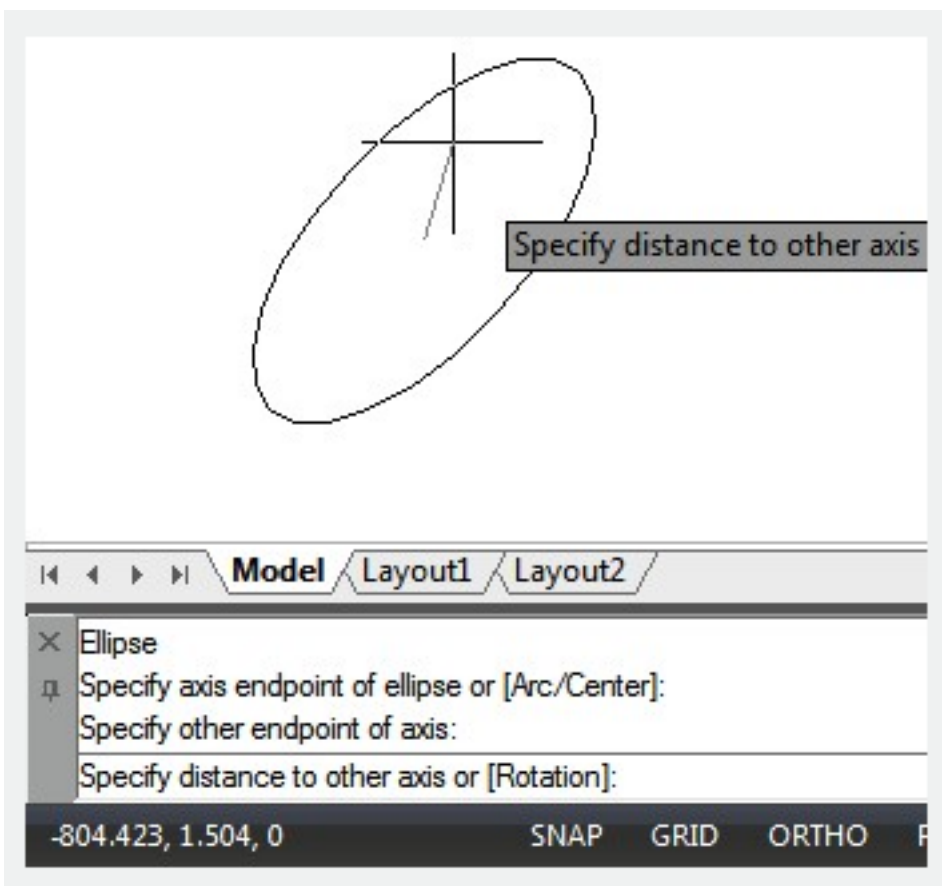 Specify distance to other axis
Model Layout1 Layout2
Ellipse
Specify axis endpoint of ellipse or [Arc/Center]:
Specify other endpoint of axis:
Specify distance to other axis or [Rotation]:
-804.423, 1.504, 0 SNAP GRID ORTHO